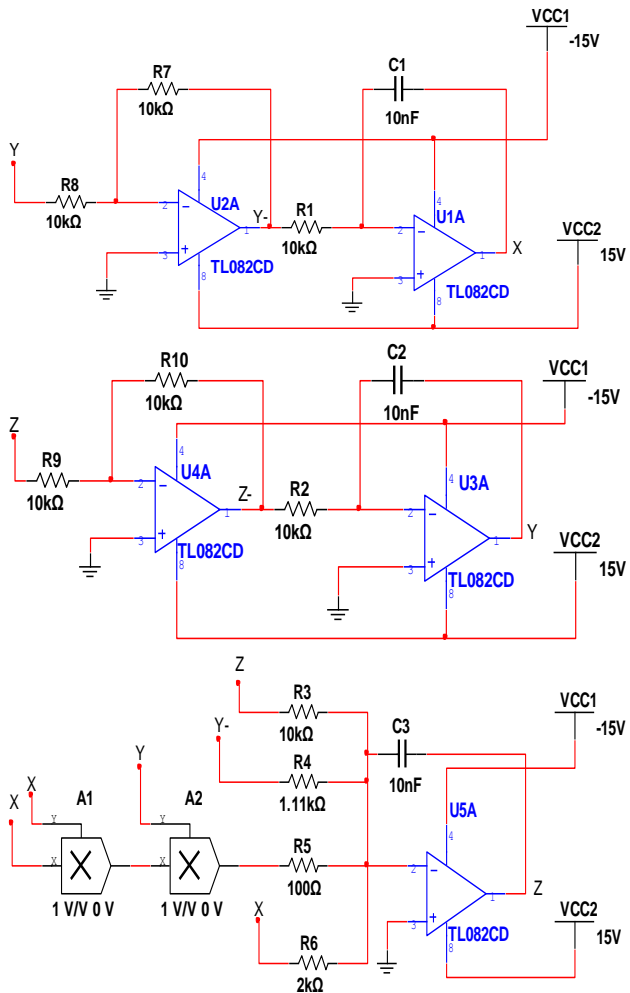 VCC1
-15V
C1
R7
10kΩ
10nF
Y
4
4
R8
U2A
U1A
2
Y-
R1
2
10kΩ
1
10kΩ
1
X
VCC2
3
TL082CD
3
15V
8
TL082CD
8
C2
VCC1
R10
10kΩ
10nF
-15V
Z
4
4
R9
U4A
U3A
2
Z-
R2
2
10kΩ
1
10kΩ
1
Y
VCC2
3
TL082CD
3
15V
8
TL082CD
8
Z
R3
VCC1
Y-
10kΩ
C3
-15V
Y
R4
10nF
X
X
A1
A2
1.11kΩ
U5A
4
Y
Y
R5
2
X
X
100Ω
1
Z
VCC2
1 V/V 0 V
1 V/V 0 V
X
3
15V
R6
TL082CD
8
2kΩ